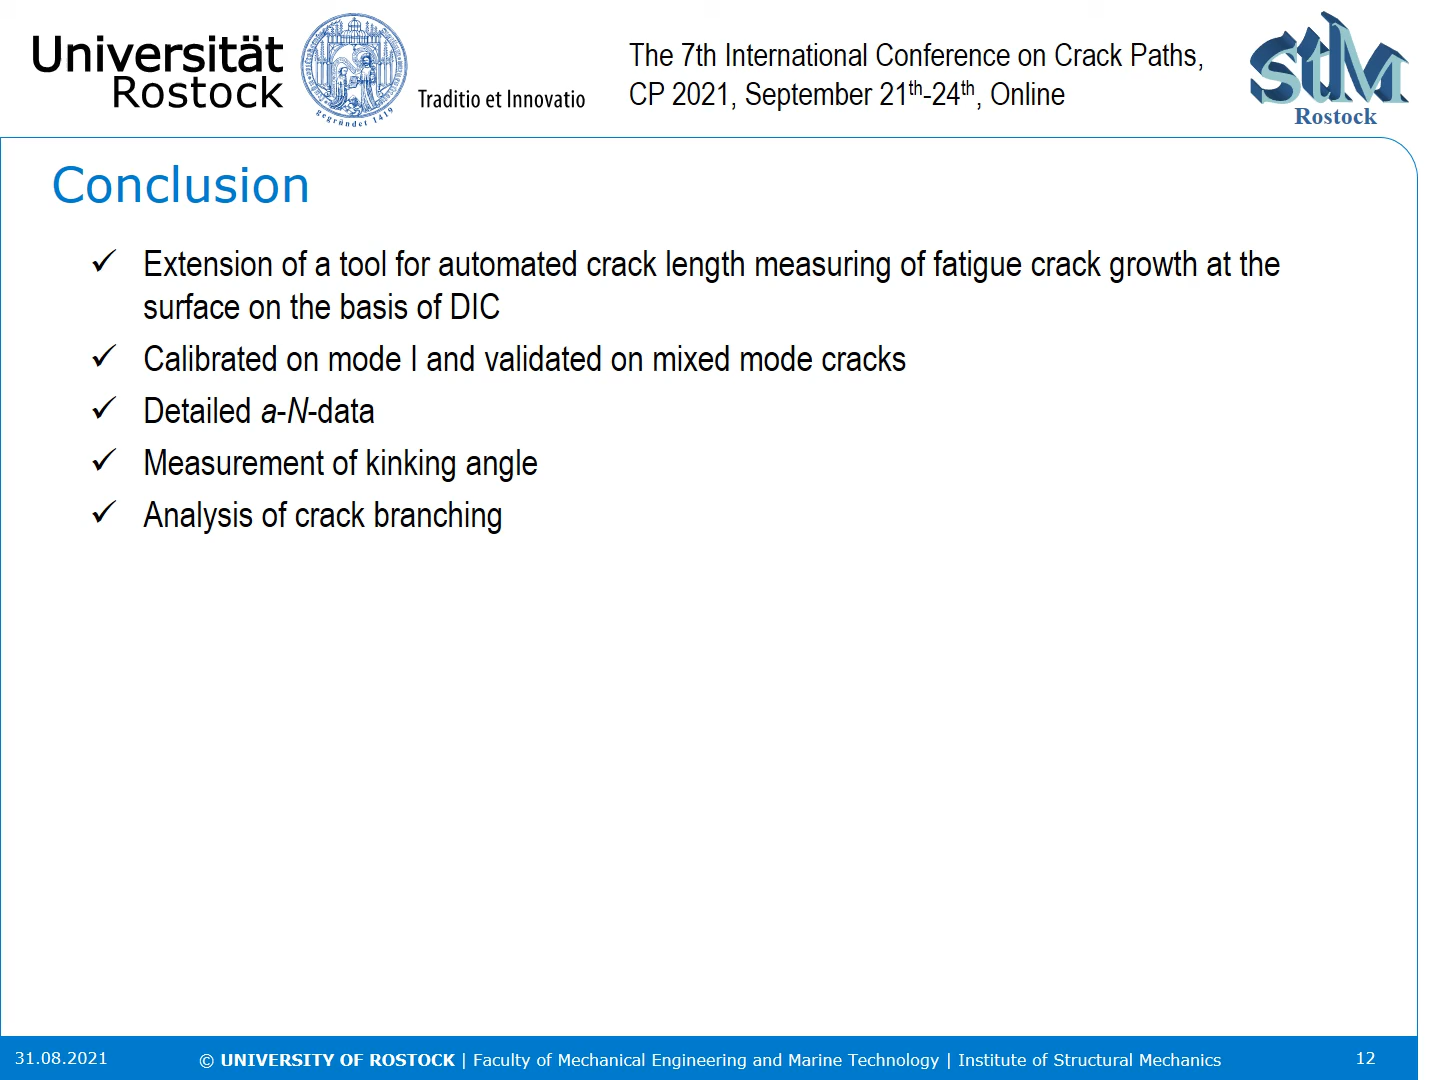 Universität
Rostock
gegründet 1419
Traditio et Innovatio
The 7th International Conference on Crack Paths,
CP 2021, September 21th-24th, Online
StM
Rostock
Conclusion
✓ Extension of a tool for automated crack length measuring of fatigue crack growth at the
surface on the basis of DIC
✓ Calibrated on mode I and validated on mixed mode cracks
✓ Detailed a-N-data
✓ Measurement of kinking angle
✓ Analysis of crack branching
31.08.2021
© UNIVERSITY OF ROSTOCK | Faculty of Mechanical Engineering and Marine Technology | Institute of Structural Mechanics
12